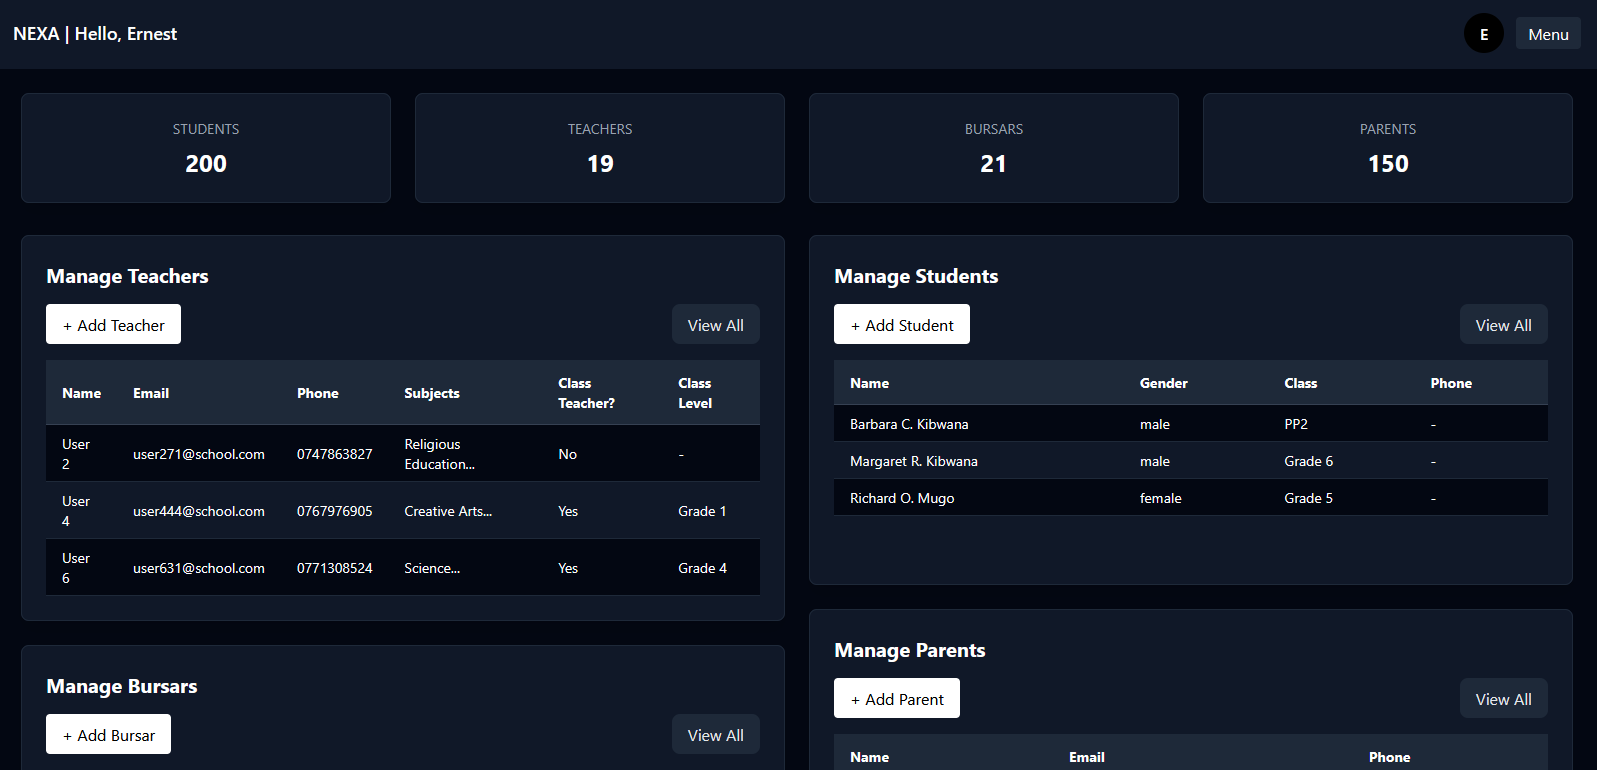 NEXA | Hello, Ernest
E
Menu
STUDENTS
200
TEACHERS
19
BURSARS
21
PARENTS
150
Manage Teachers
+ Add Teacher
View All
Name Email Phone Subjects Class Teacher? Class Level
User 2 user271@school.com 0747863827 Religious Education... No -
User 4 user444@school.com 0767976905 Creative Arts... Yes Grade 1
User 6 user631@school.com 0771308524 Science... Yes Grade 4
Manage Bursars
+ Add Bursar
View All
Manage Students
+ Add Student
View All
Name Gender Class Phone
Barbara C. Kibwana male PP2 -
Margaret R. Kibwana male Grade 6 -
Richard O. Mugo female Grade 5 -
Manage Parents
+ Add Parent
View All
Name Email Phone